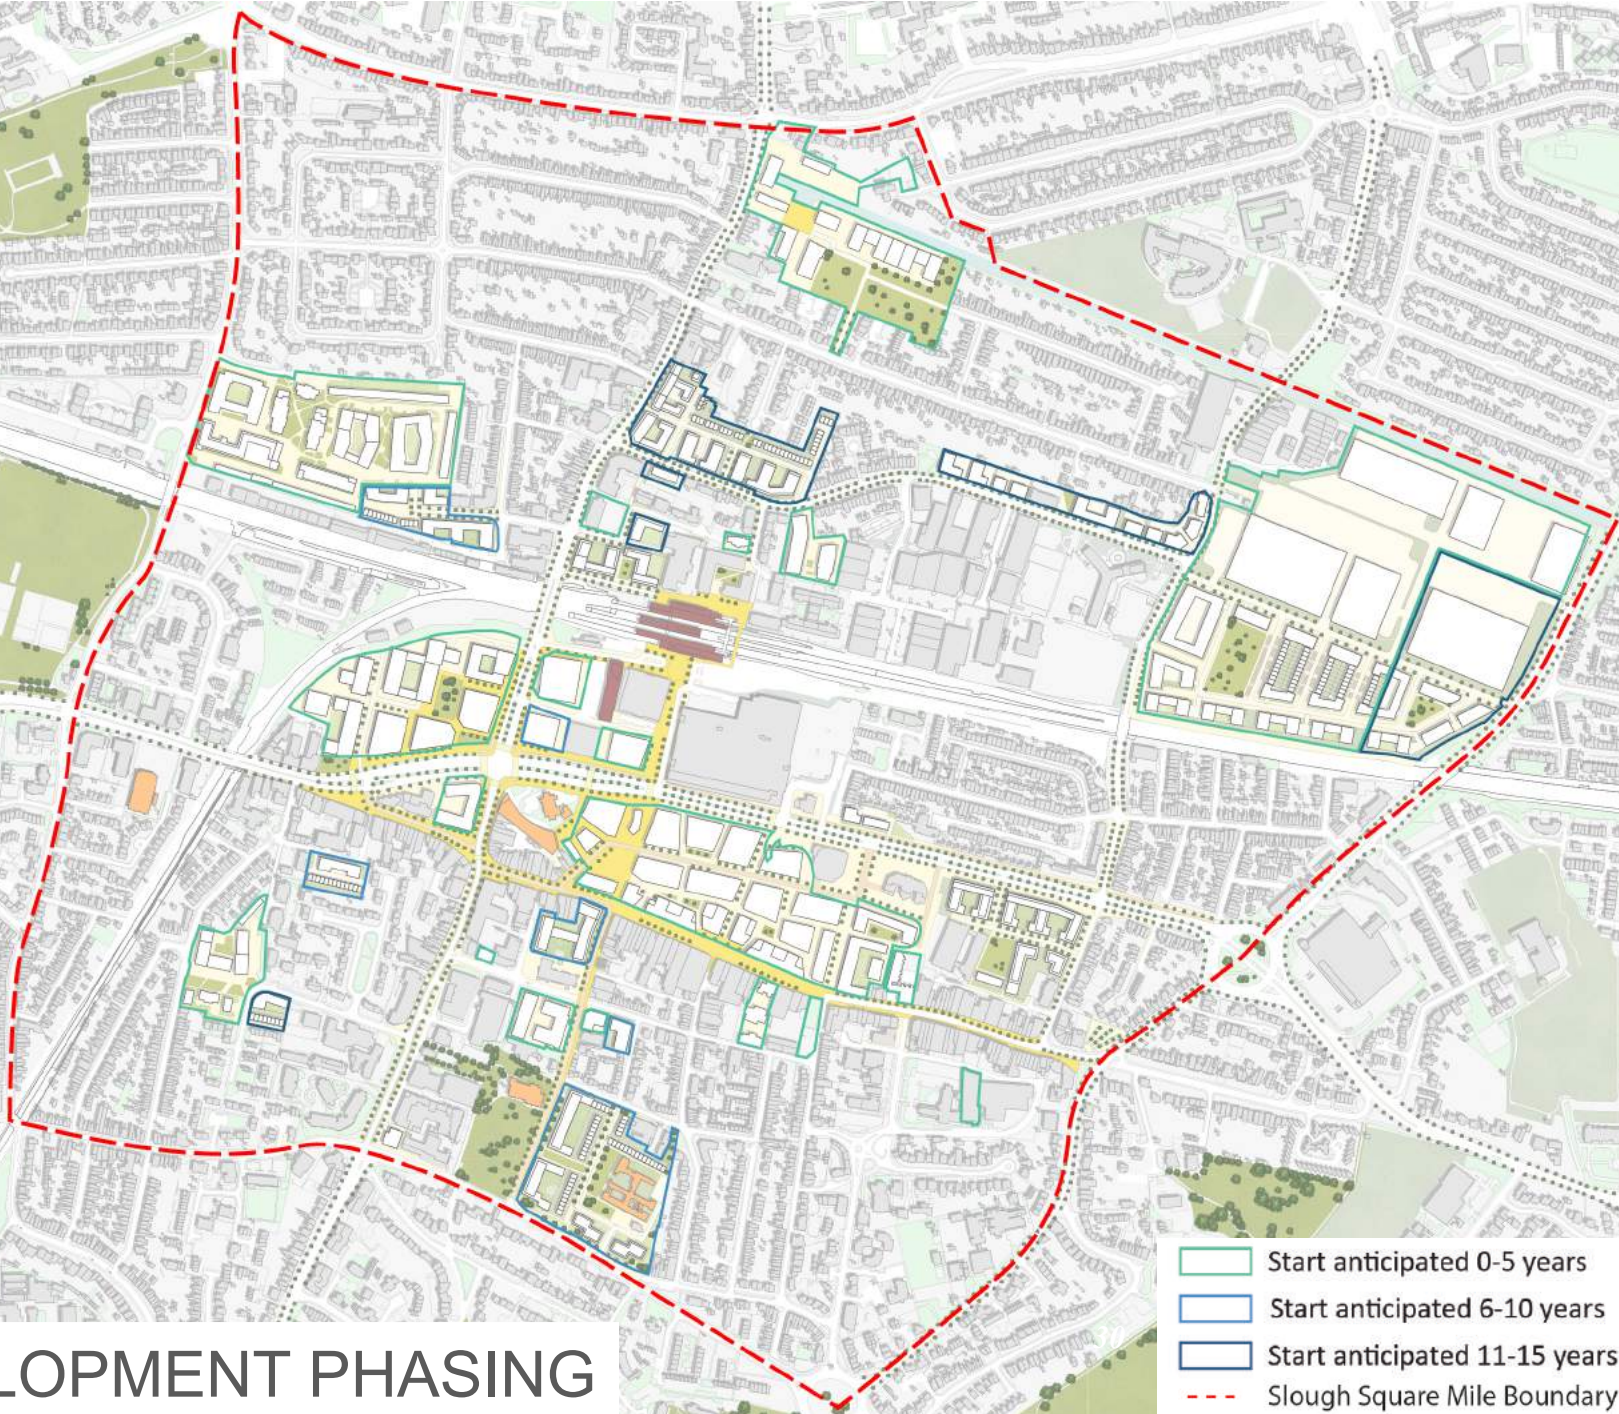 Start anticipated 0-5 years
Start anticipated 6-10 years
Start anticipated 11-15 years
Slough Square Mile Boundary
LOPMENT PHASING